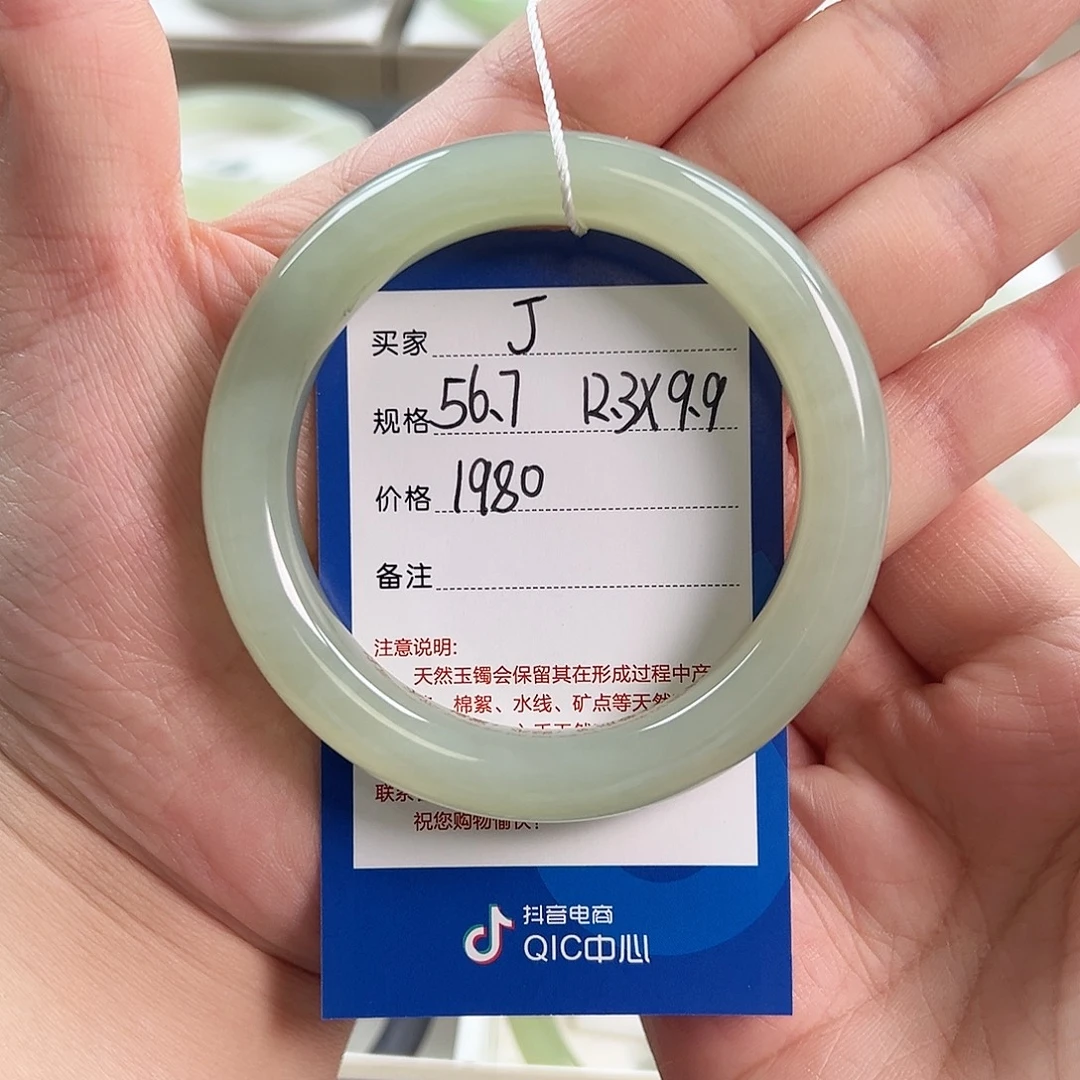 买家 J
规格 56.7 12.3X9.9
价格 1980
备注
注意说明:
天然玉镯会保留其在形成过程中产
棉絮、水线、矿点等天然
联系
祝您购物愉快!
抖音电商
QIC中心